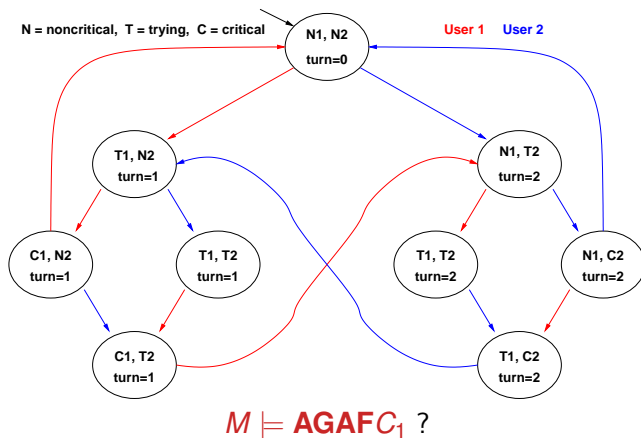 N = noncritical, T = trying, C = critical
User 1 User 2
N1, N2
turn=0
T1, N2
turn=1
N1, T2
turn=2
C1, N2
turn=1
T1, T2
turn=1
T1, T2
turn=2
N1, C2
turn=2
C1, T2
turn=1
T1, C2
turn=2
M ⊨ AGAFC₁ ?